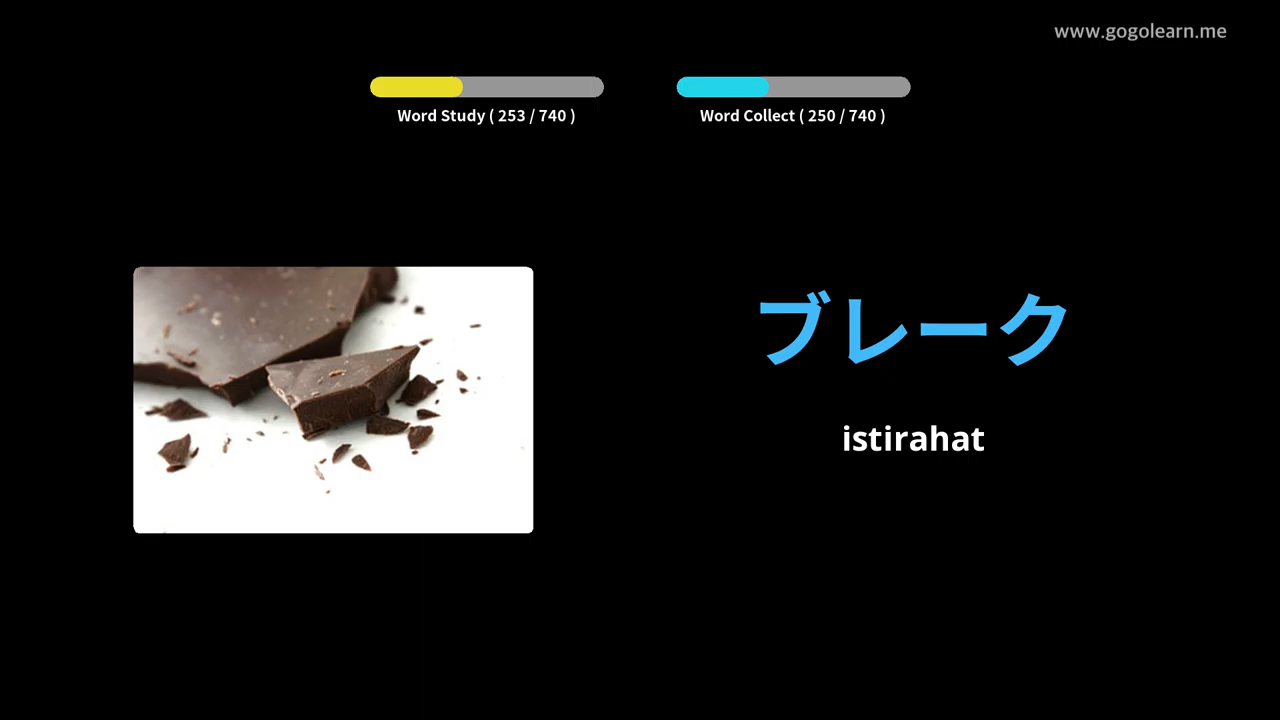 www.gogolearn.me
Word Study ( 253 / 740 )
Word Collect ( 250 / 740 )
ブレーク
istirahat